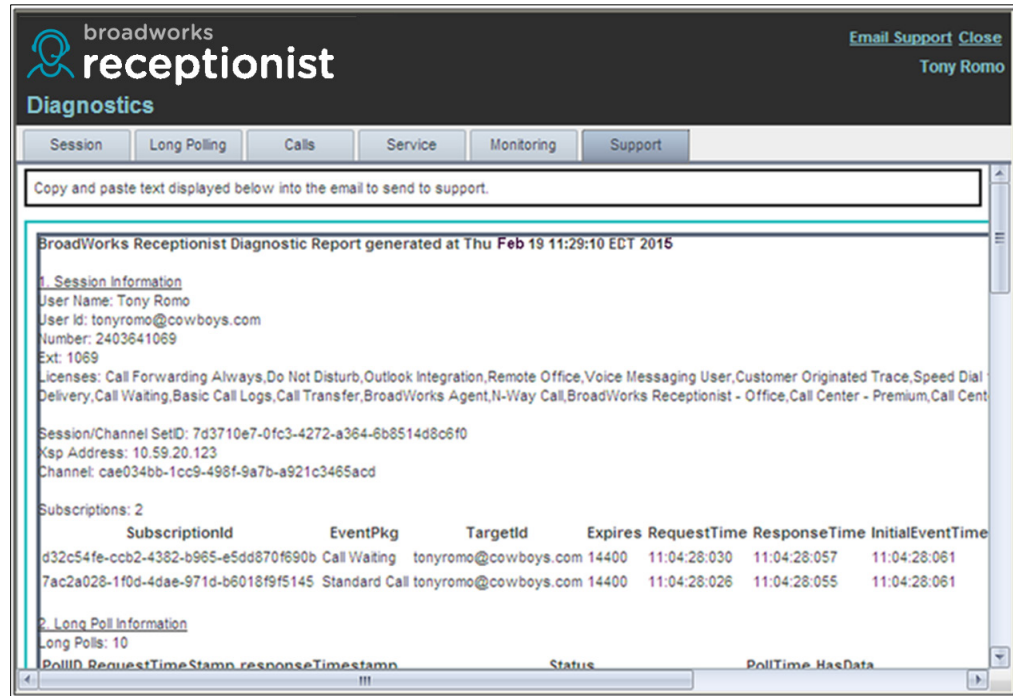 broadworks
receptionist
Email Support Close
Tony Romo
Diagnostics
Session Long Polling Calls Service Monitoring Support
Copy and paste text displayed below into the email to send to support.
BroadWorks Receptionist Diagnostic Report generated at Thu Feb 19 11:29:10 EDT 2015
1. Session Information
User Name: Tony Romo
User Id: tonyromo@cowboys.com
Number: 2403641069
Ext: 1069
Licenses: Call Forwarding Always,Do Not Disturb,Outlook Integration,Remote Office,Voice Messaging User,Customer Originated Trace,Speed Dial
Delivery,Call Waiting,Basic Call Logs,Call Transfer,BroadWorks Agent,N-Way Call,BroadWorks Receptionist - Office,Call Center - Premium,Call Cent
Session/Channel SetID: 7d3710e7-0fc3-4272-a364-6b8514d8c6f0
Xsp Address: 10.59.20.123
Channel: cae034bb-1cc9-498f-9a7b-a921c3465acd
Subscriptions: 2
SubscriptionId EventPkg TargetId Expires RequestTime ResponseTime InitialEventTime
d32c54fe-ccb2-4382-b965-e5dd870f690b Call Waiting tonyromo@cowboys.com 14400 11:04:28:030 11:04:28:057 11:04:28:061
7ac2a028-1f0d-4dae-971d-b6018f9f5145 Standard Call tonyromo@cowboys.com 14400 11:04:28:026 11:04:28:055 11:04:28:061
2. Long Poll Information
Long Polls: 10
PollID RequestTimeStamp responseTimestamp Status PollTime HasData